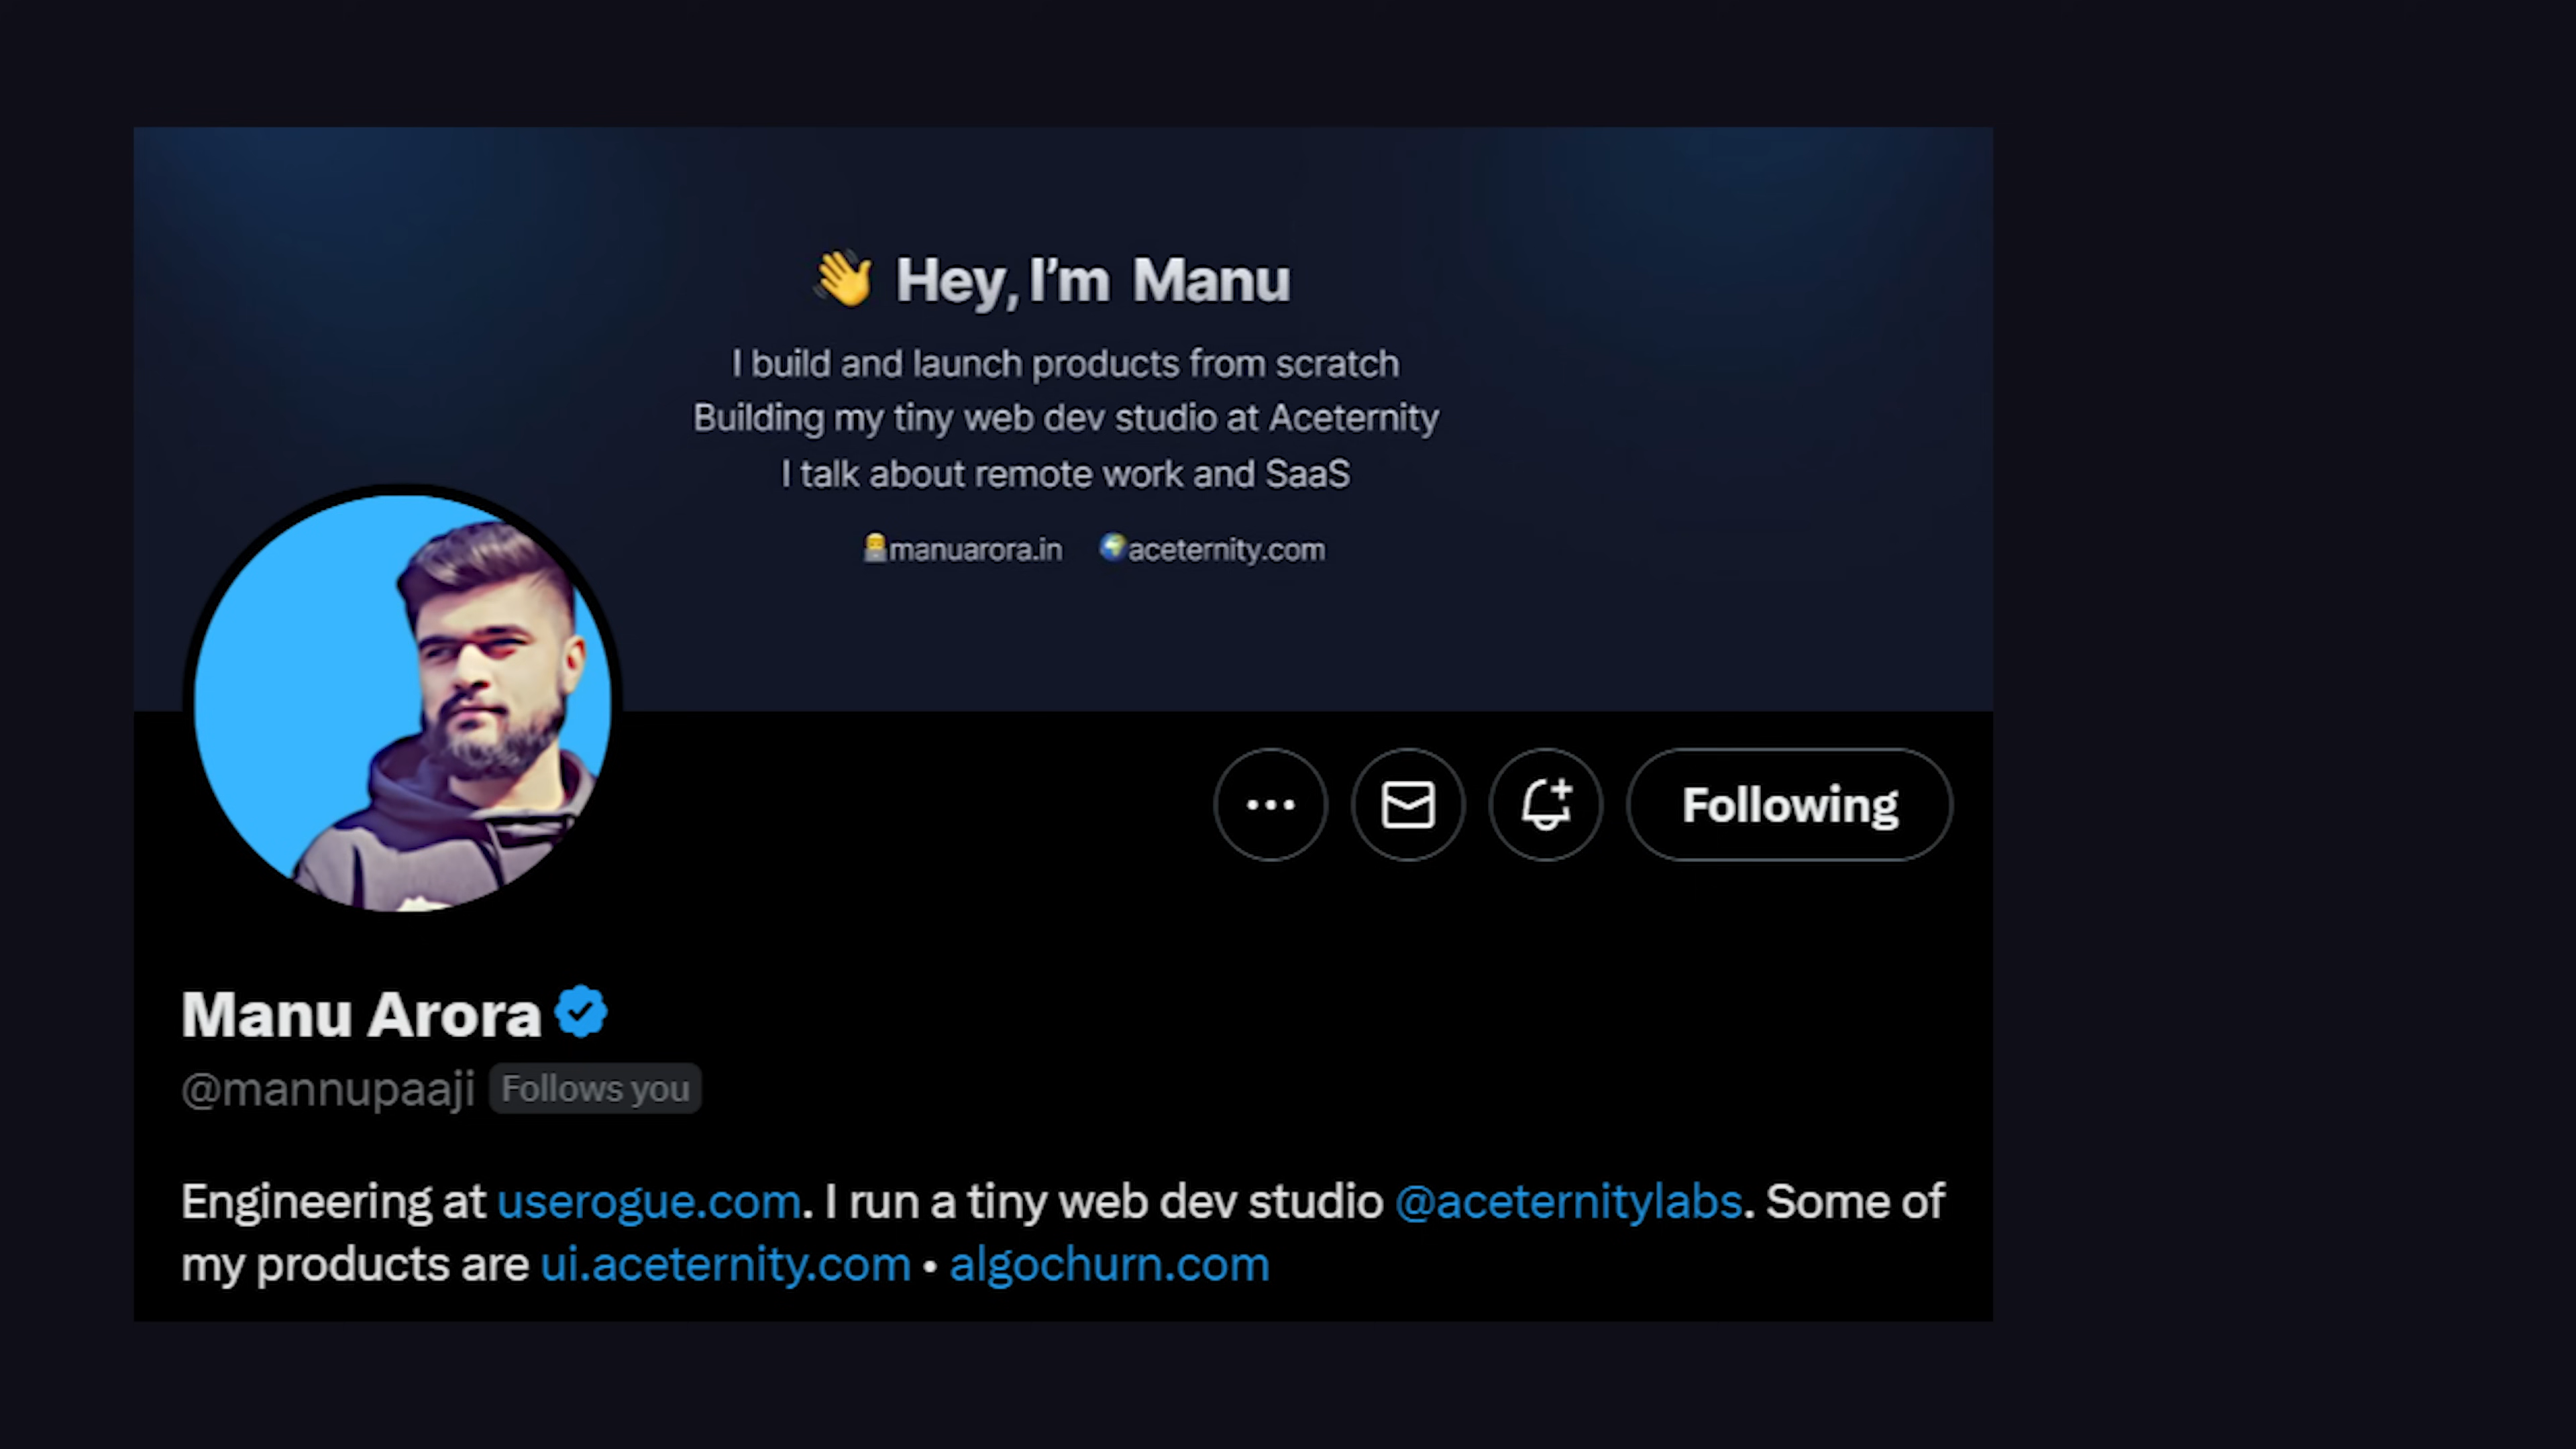 👋 Hey, I'm Manu
I build and launch products from scratch
Building my tiny web dev studio at Aceternity
I talk about remote work and SaaS
manuarora.in aceternity.com
Following
Manu Arora
@mannupaaji Follows you
Engineering at userogue.com. I run a tiny web dev studio @aceternitylabs. Some of
my products are ui.aceternity.com • algochurn.com